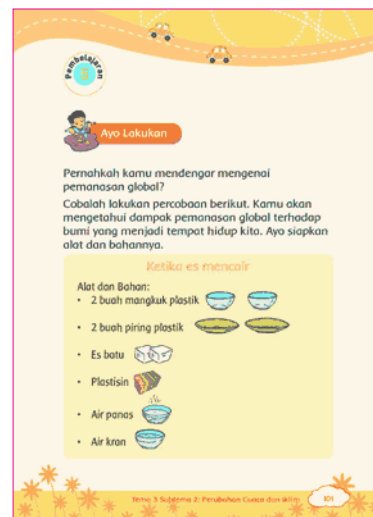 Pembelajaran
5
Ayo Lakukan
Pernahkah kamu mendengar mengenai
pemanasan global?
Cobalah lakukan percobaan berikut. Kamu akan
mengetahui dampak pemanasan global terhadap
bumi yang menjadi tempat hidup kita. Ayo siapkan
alat dan bahannya.
Ketika es mencair
Alat dan Bahan:
• 2 buah mangkuk plastik
• 2 buah piring plastik
• Es batu
• Plastisin
• Air panas
• Air kran
Tema 3 Subtema 2: Perubahan Cuaca dan Iklim
101